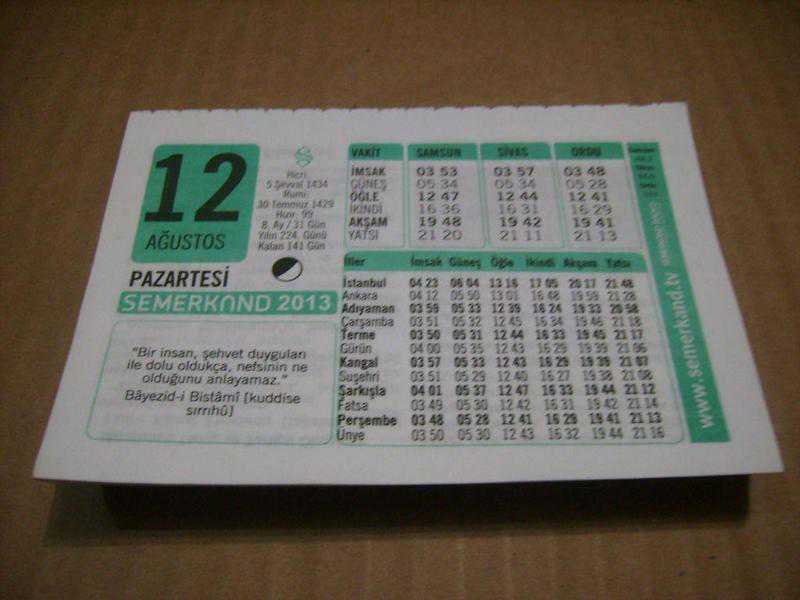 12
AĞUSTOS
PAZARTESİ
Hicri
5 Şevval 1434
Rumi
30 Temmuz 1429
Hızır 99
8. Ay / 31 Gün
Yılın 224. Günü
Kalan 141 Gün
SEMERKAND 2013
“Bir insan, şehvet duyguları
ile dolu oldukça, nefsinin ne
olduğunu anlayamaz.”
Bâyezid-i Bistâmî [kuddise
sırrıhû]
VAKİT SAMSUN SİVAS ORDU
İMSAK 03 53 03 57 03 48
GÜNEŞ 05 34 05 34 05 28
ÖĞLE 12 47 12 44 12 41
İKİNDİ 16 36 16 31 16 29
AKŞAM 19 48 19 42 19 41
YATSI 21 20 21 11 21 13
İller İmsak Güneş Öğle İkindi Akşam Yatsı
İstanbul 04 23 06 04 13 16 17 05 20 17 21 48
Ankara 04 12 05 50 13 01 16 48 19 59 21 28
Adıyaman 03 59 05 33 12 39 16 24 19 33 20 58
Çarşamba 03 51 05 32 12 45 16 34 19 46 21 18
Terme 03 50 05 31 12 44 16 33 19 45 21 17
Gürün 04 00 05 35 12 43 16 29 19 39 21 06
Kangal 03 57 05 33 12 43 16 29 19 39 21 07
Suşehri 03 51 05 29 12 40 16 27 19 38 21 08
Şarkışla 04 01 05 37 12 47 16 33 19 44 21 12
Fatsa 03 49 05 30 12 42 16 31 19 42 21 14
Perşembe 03 48 05 28 12 41 16 29 19 41 21 13
Ünye 03 50 05 30 12 43 16 32 19 44 21 16
www.semerkand.tv